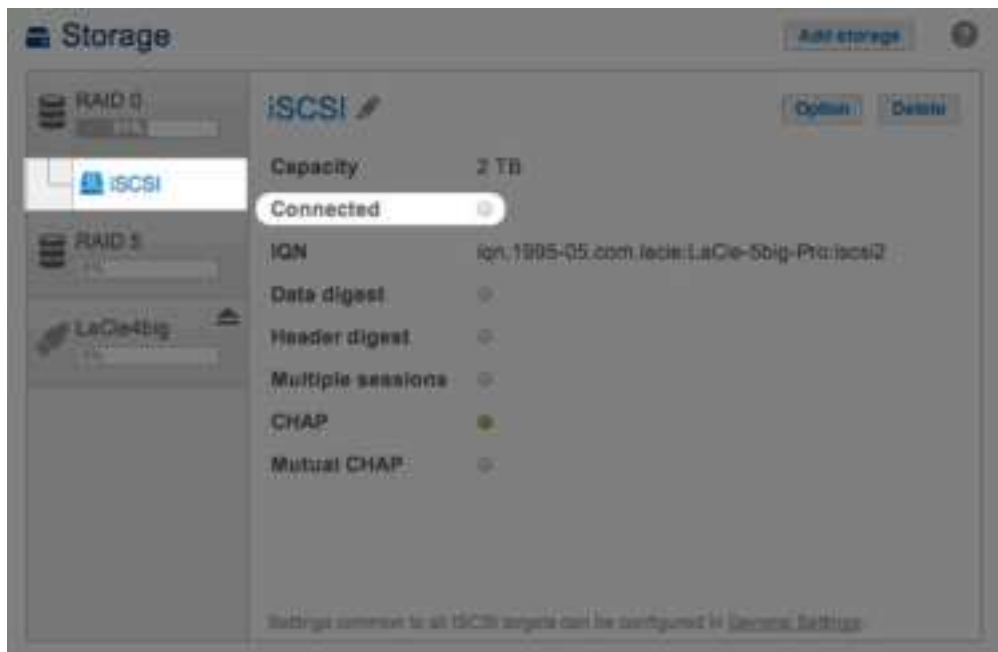 Storage
Add storage
RAID 0
iSCSI
RAID 5
LaCie4big
iSCSI
Option
Delete
Capacity 2 TB
Connected
IQN iqn.1995-05.com.lacie:LaCie-5big-Pro:iscsi2
Data digest
Header digest
Multiple sessions
CHAP
Mutual CHAP
Settings common to all iSCSI targets can be configured in General Settings.